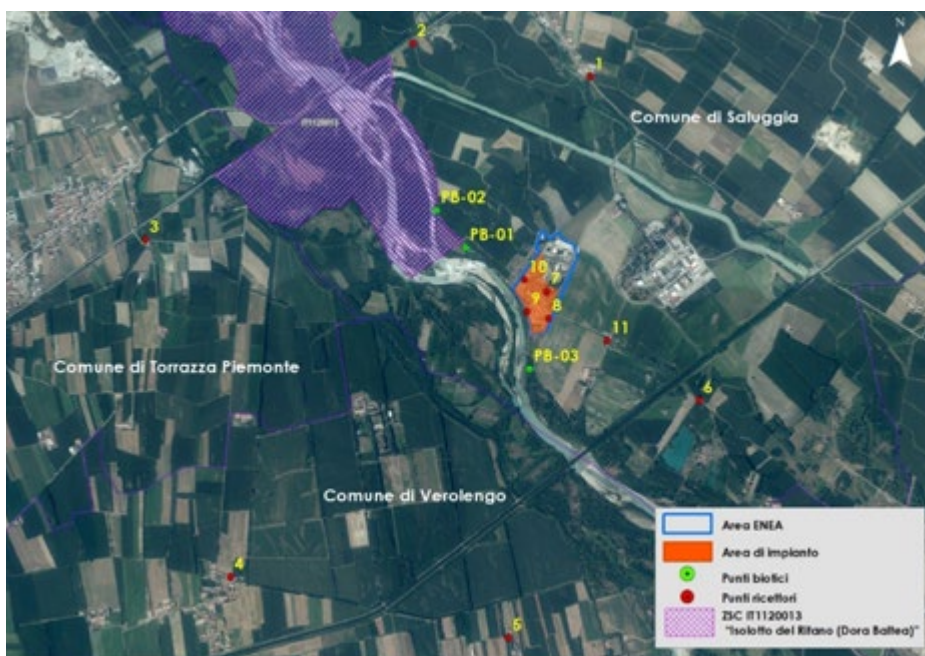 N
2
1
Comune di Saluggia
IT1120013
PB-02
PB-01
3
10
7
9
8
11
PB-03
Comune di Torrazza Piemonte
6
Comune di Verolengo
4
5
Area ENEA
Area di impianto
Punti biotici
Punti ricettori
ZSC IT1120013
"Isolotto del Ritano (Dora Baltea)"